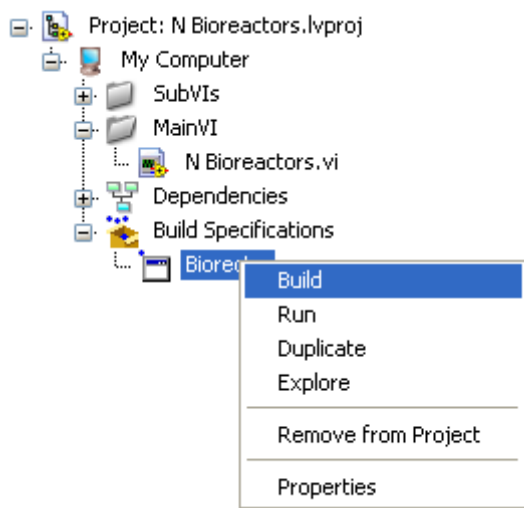 Project: N Bioreactors.lvproj
My Computer
SubVIs
MainVI
N Bioreactors.vi
Dependencies
Build Specifications
Build
Run
Duplicate
Explore
Remove from Project
Properties